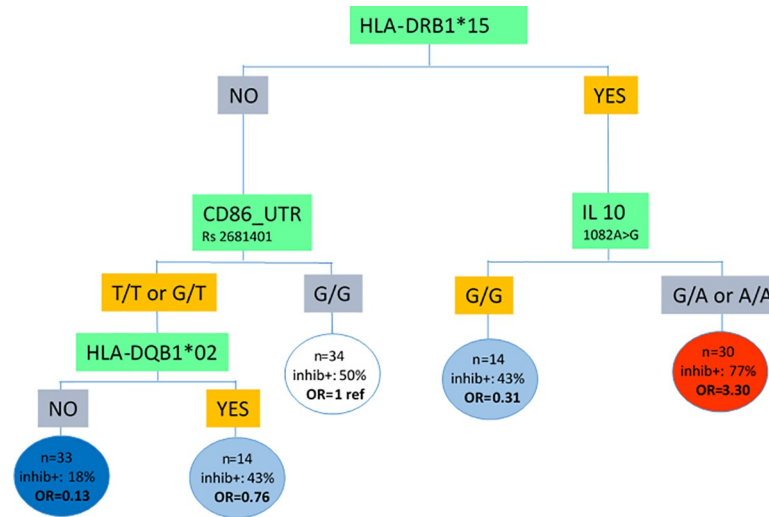 HLA-DRB1*15
NO
YES
CD86_UTR
Rs 2681401
IL 10
1082A>G
T/T or G/T
G/G
G/G
G/A or A/A
HLA-DQB1*02
n=34
inhib+: 50%
OR=1 ref
n=14
inhib+: 43%
OR=0.31
n=30
inhib+: 77%
OR=3.30
NO
YES
n=33
inhib+: 18%
OR=0.13
n=14
inhib+: 43%
OR=0.76